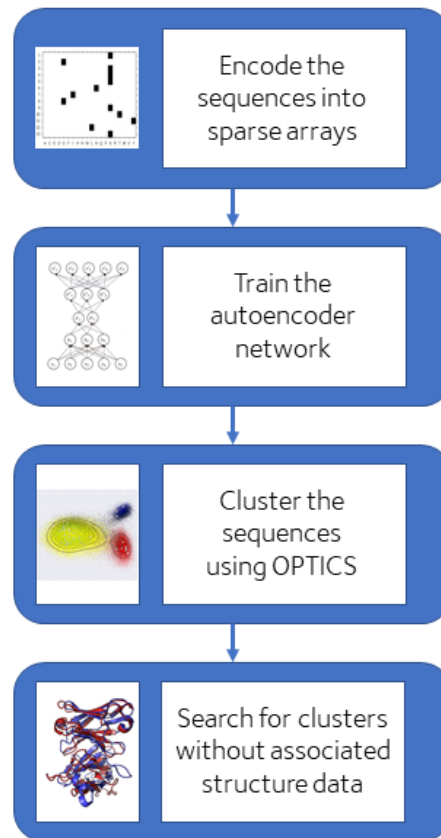 Encode the
sequences into
sparse arrays
Train the
autoencoder
network
Cluster the
sequences
using OPTICS
Search for clusters
without associated
structure data